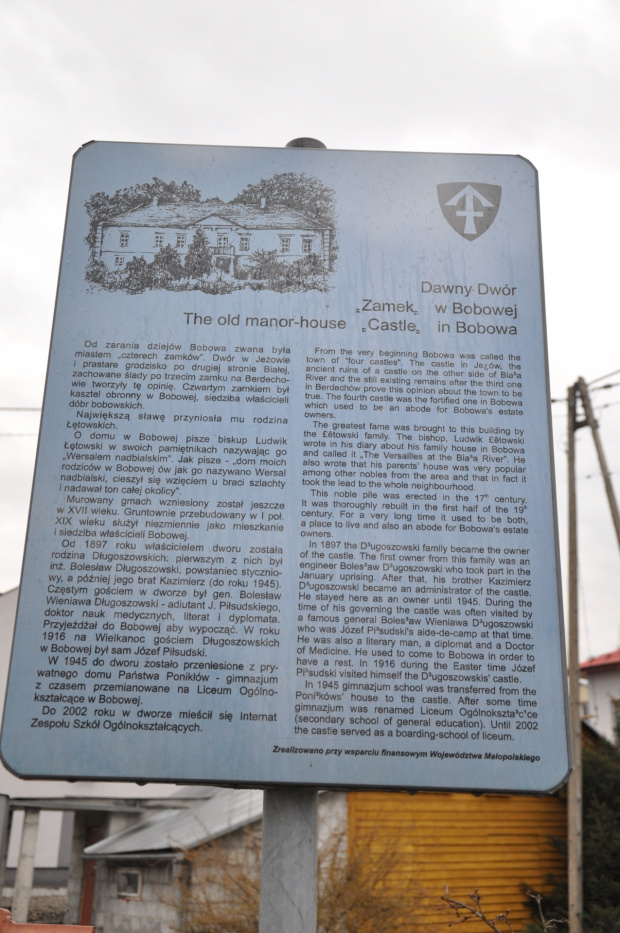 Dawny Dwór
„Zamek„ w Bobowej
The old manor-house „Castle„ in Bobowa
Od zarania dziejów Bobowa zwana była
miastem „czterech zamków”. Dwór w Jeżowie
i prastare grodzisko po drugiej stronie Białej,
zachowane ślady po trzecim zamku na Berdecho-
wie tworzyły tę opinię. Czwartym zamkiem był
kasztel obronny w Bobowej, siedziba właścicieli
dóbr bobowskich.
Największą sławę przyniosła mu rodzina
Łętowskich.
O domu w Bobowej pisze biskup Ludwik
Łętowski w swoich pamiętnikach nazywając go
„Wersalem nadbialskim”. Jak pisze - „dom moich
rodziców w Bobowej ów jak go nazywano Wersal
nadbialski, cieszył się wzięciem u braci szlachty
i nadawał ton całej okolicy”.
Murowany gmach wzniesiony został jeszcze
w XVII wieku. Gruntownie przebudowany w I poł.
XIX wieku służył niezmiennie jako mieszkanie
i siedziba właścicieli Bobowej.
Od 1897 roku właścicielem dworu została
rodzina Długoszowskich: pierwszym z nich był
inż. Bolesław Długoszowski, powstaniec stycznio-
wy, a później jego brat Kazimierz (do roku 1945).
Częstym gościem w dworze był gen. Bolesław
Wieniawa Długoszowski - adiutant J. Piłsudskiego,
doktor nauk medycznych, literat i dyplomata.
Przyjeżdżał do Bobowej aby wypocząć. W roku
1916 na Wielkanoc gościem Długoszowskich
w Bobowej był sam Józef Piłsudski.
W 1945 do dworu zostało przeniesione z pry-
watnego domu Państwa Ponikłów - gimnazjum
z czasem przemianowane na Liceum Ogólno-
kształcące w Bobowej.
Do 2002 roku w dworze mieścił się Internat
Zespołu Szkół Ogólnokształcących.
From the very beginning Bobowa was called the
town of "four castles". The castle in Je¿ów, the
ancient ruins of a castle on the other side of Bia³a
River and the still existing remains after the third one
in Berdechów prove this opinion about the town to be
true. The fourth castle was the fortified one in Bobowa
which used to be an abode for Bobowa's estate
owners.
The greatest fame was brought to this building by
the £êtowski family. The bishop, Ludwik £êtowski
wrote in his diary about his family house in Bobowa
and called it „The Versailles at the Bia³a River”. He
also wrote that his parents' house was very popular
among other nobles from the area and that in fact it
took the lead to the whole neighbourhood.
This noble pile was erected in the 17th century.
It was thoroughly rebuilt in the first half of the 19th
century. For a very long time it used to be both,
a place to live and also an abode for Bobowa's estate
owners.
In 1897 the D³ugoszowski family became the owner
of the castle. The first owner from this family was an
engineer Boles³aw D³ugoszowski who took part in the
January uprising. After that, his brother Kazimierz
D³ugoszowski became an administrator of the castle.
He stayed here as an owner until 1945. During the
time of his governing the castle was often visited by
a famous general Boles³aw Wieniawa D³ugoszowski
who was Józef Pi³sudski's aide-de-camp at that time.
He was also a literary man, a diplomat and a Doctor
of Medicine. He used to come to Bobowa in order to
have a rest. In 1916 during the Easter time Józef
Pi³sudski visited himself the D³ugoszowskis' castle.
In 1945 gimnazjum school was transferred from the
Poni³ków s' house to the castle. After some time
gimnazjum was renamed Liceum Ogólnokszta³c¹ce
(secondary school of general education). Until 2002
the castle served as a boarding-school of liceum.
Zrealizowano przy wsparciu finansowym Województwa Małopolskiego